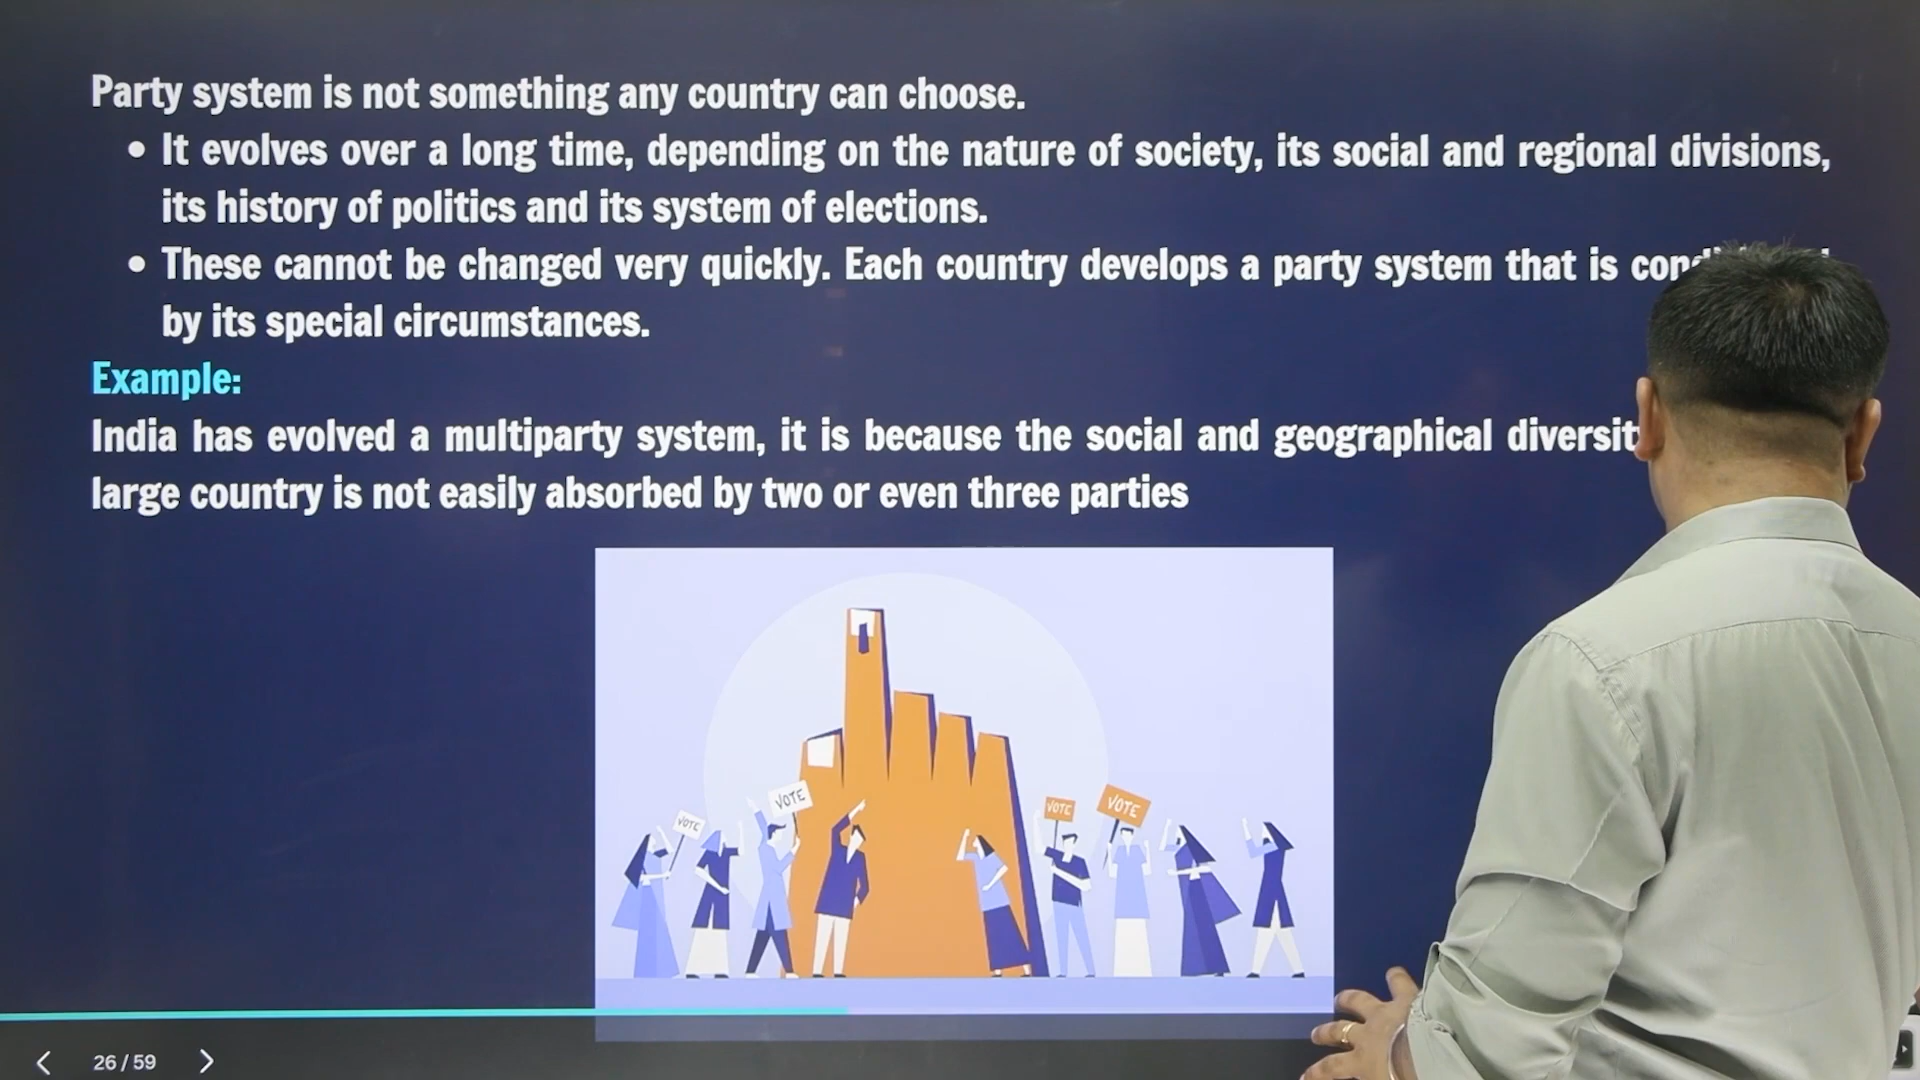 Party system is not something any country can choose.
• It evolves over a long time, depending on the nature of society, its social and regional divisions,
its history of politics and its system of elections.
• These cannot be changed very quickly. Each country develops a party system that is
by its special circumstances.
Example:
India has evolved a multiparty system, it is because the social and geographical
large country is not easily absorbed by two or even three parties
VOTE
VOTE
VOTE
VOTE
26 / 59